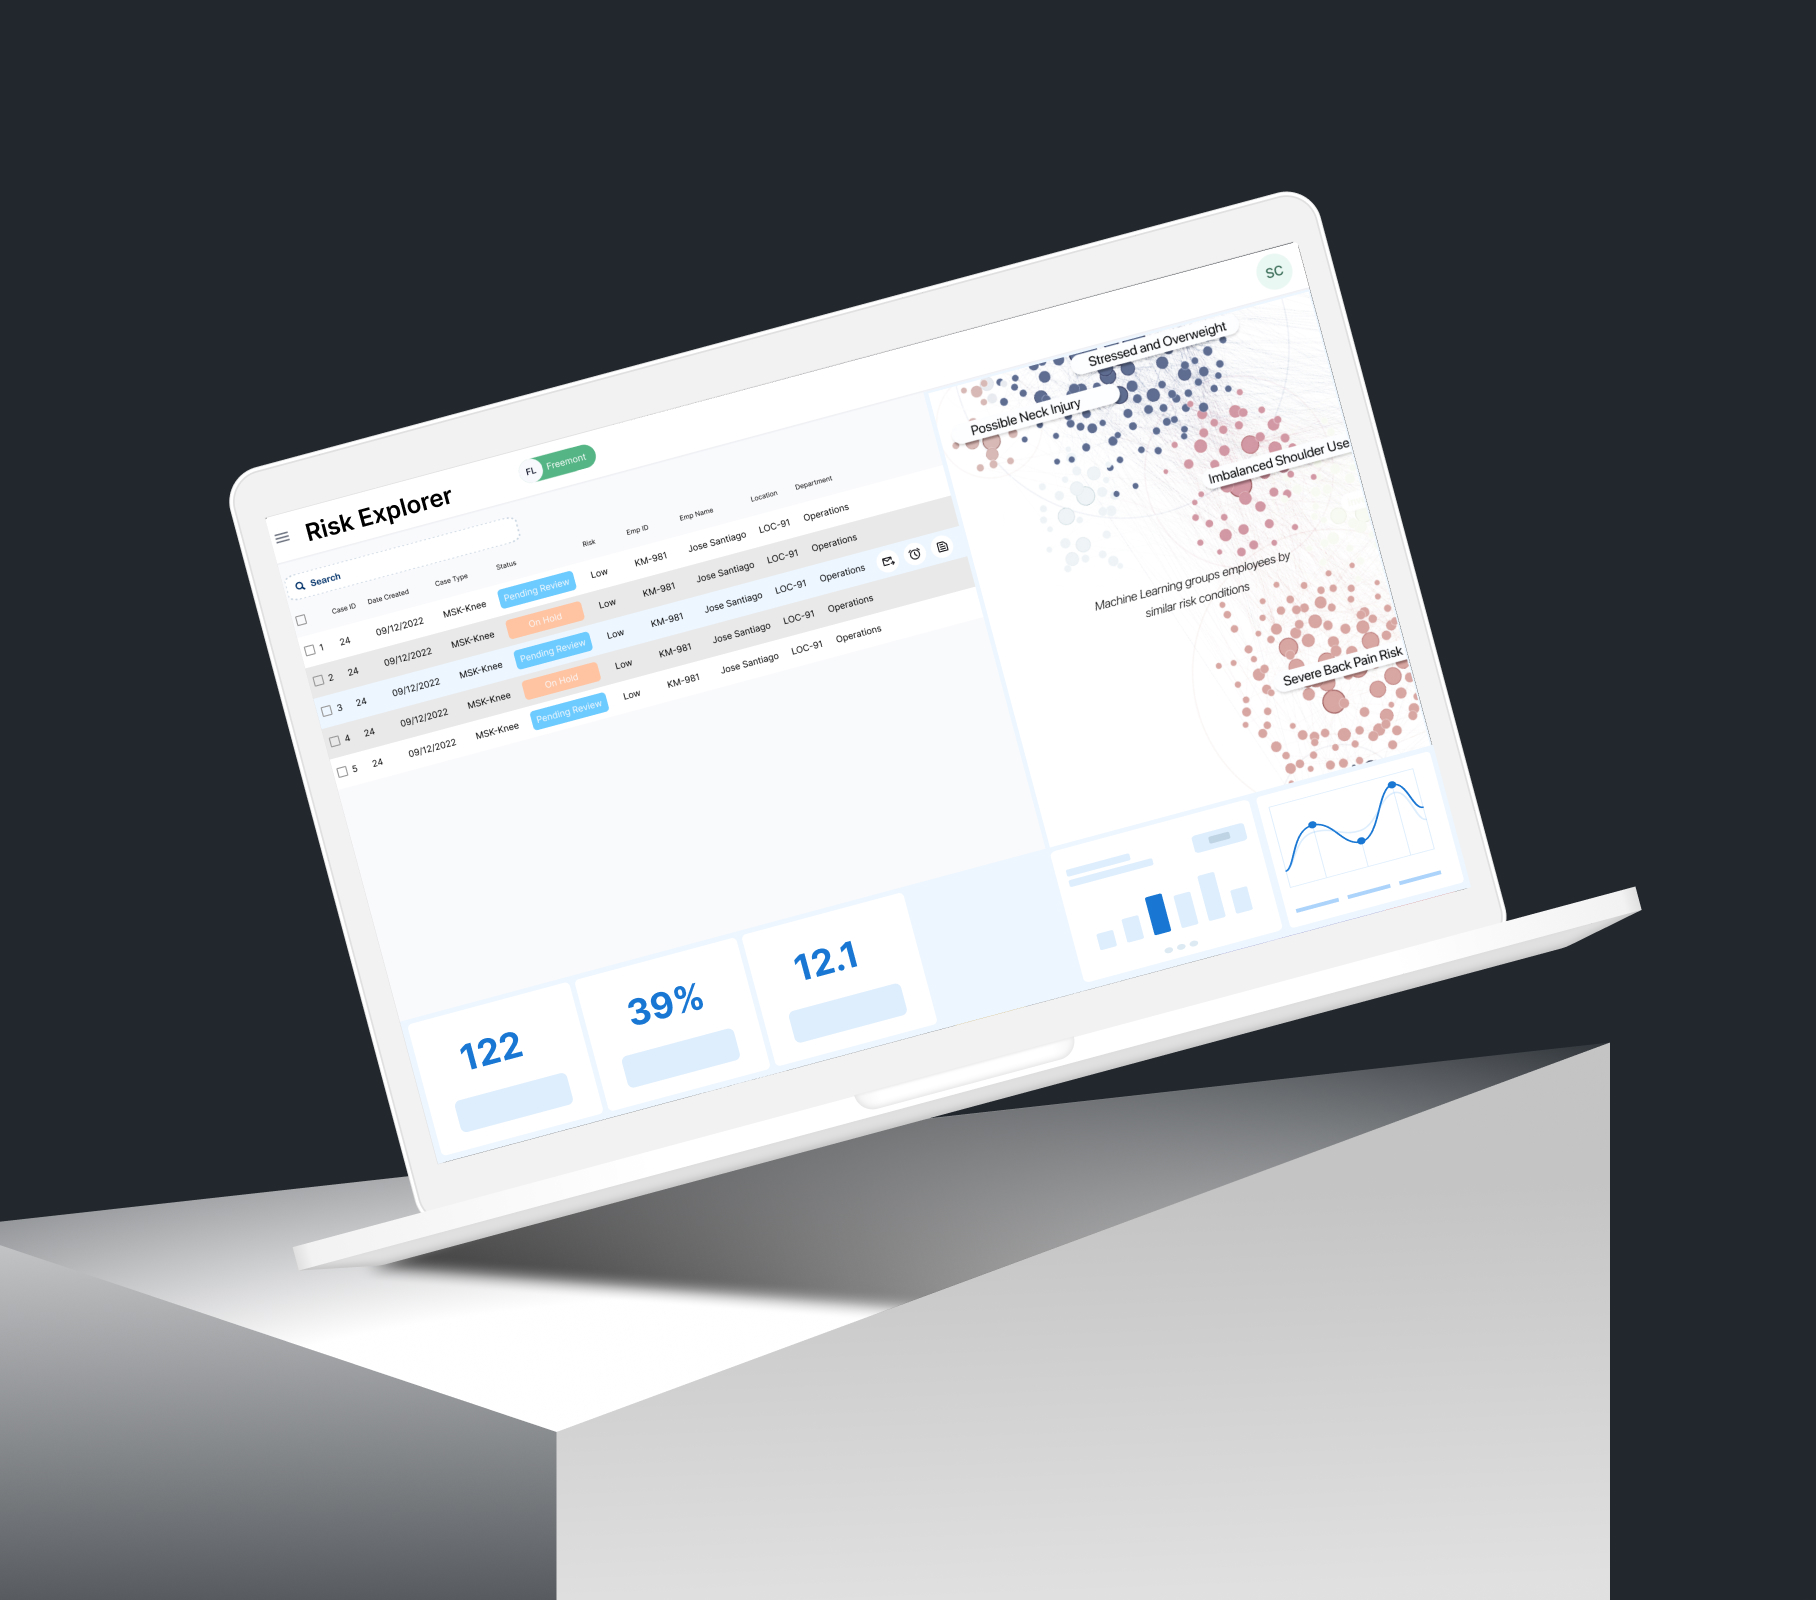 SC
Risk Explorer
FL Freemont
Search
Case ID Date Created Case Type Status Risk Emp ID Emp Name Location Department
1 24 09/12/2022 MSK-Knee Pending Review Low KM-981 Jose Santiago LOC-91 Operations
2 24 09/12/2022 MSK-Knee On Hold Low KM-981 Jose Santiago LOC-91 Operations
3 24 09/12/2022 MSK-Knee Pending Review Low KM-981 Jose Santiago LOC-91 Operations
4 24 09/12/2022 MSK-Knee On Hold Low KM-981 Jose Santiago LOC-91 Operations
5 24 09/12/2022 MSK-Knee Pending Review Low KM-981 Jose Santiago LOC-91 Operations
Stressed and Overweight
Possible Neck Injury
Imbalanced Shoulder Use
Machine Learning groups employees by
similar risk conditions
Severe Back Pain Risk
122
39%
12.1